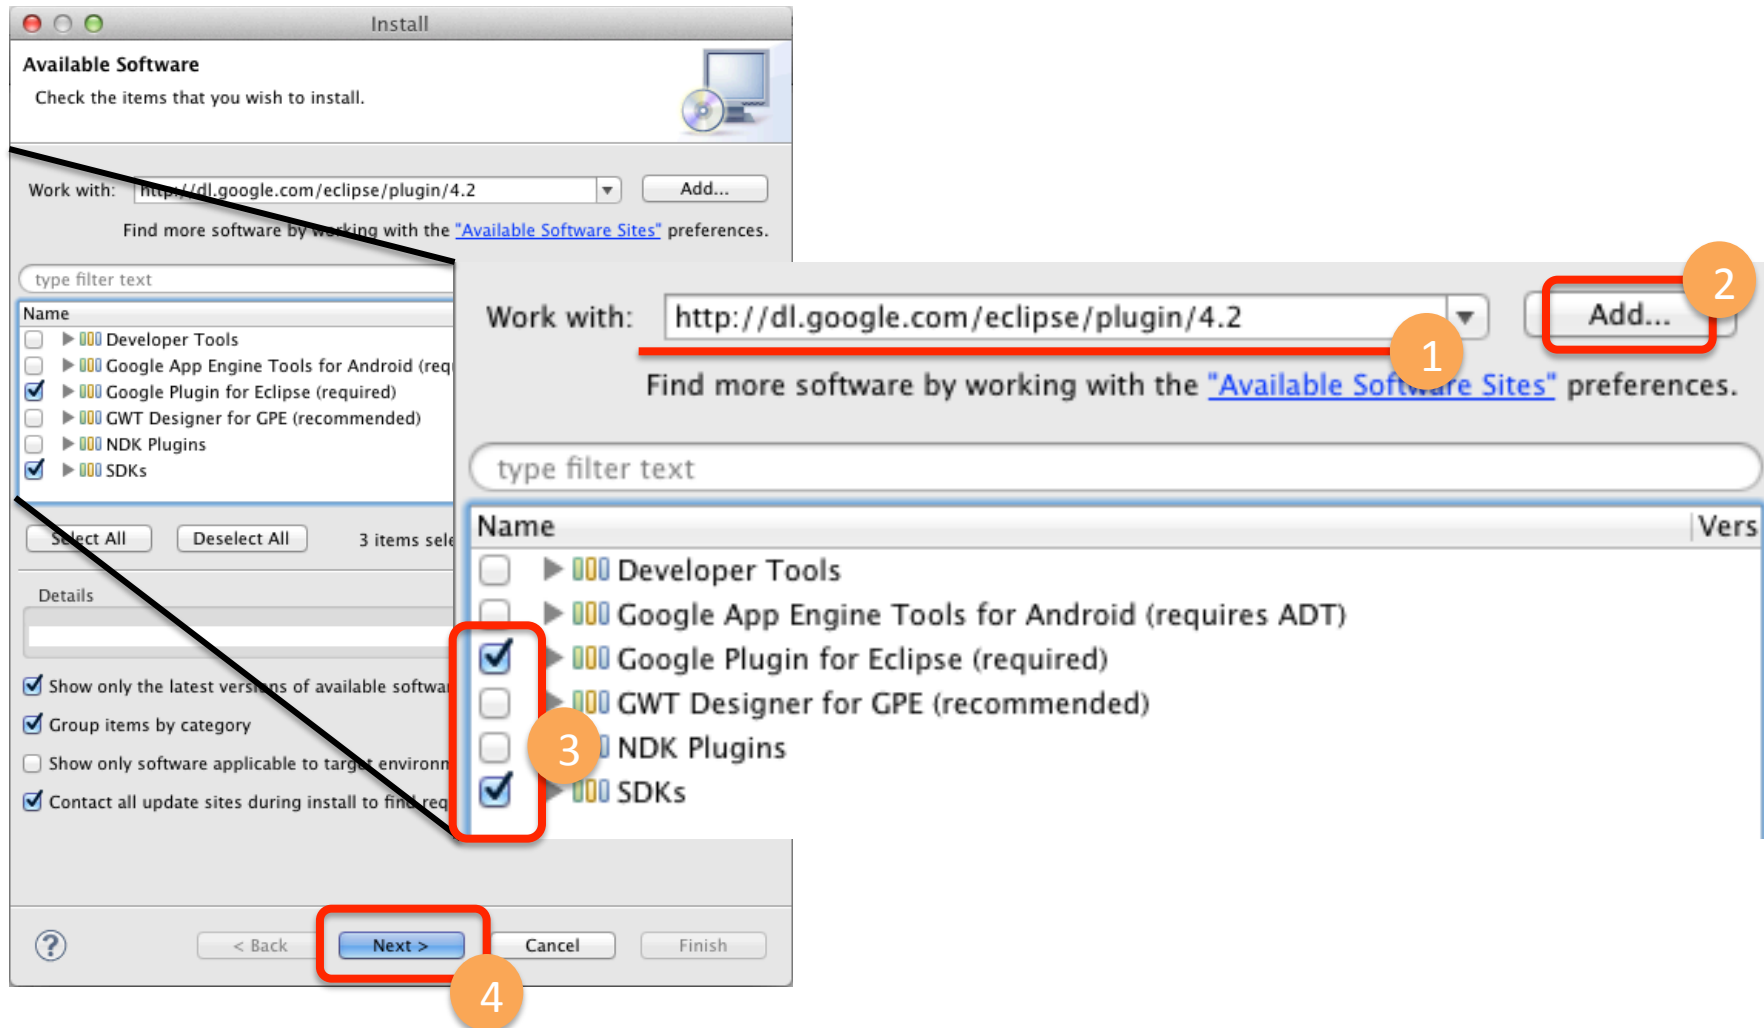 Install
Available Software
Check the items that you wish to install.
Work with: http://dl.google.com/eclipse/plugin/4.2 Add...
Find more software by working with the "Available Software Sites" preferences.
type filter text
Name
Developer Tools
Google App Engine Tools for Android (req
Google Plugin for Eclipse (required)
GWT Designer for GPE (recommended)
NDK Plugins
SDKs
Select All Deselect All 3 items sele
Details
Show only the latest versions of available softwar
Group items by category
Show only software applicable to target environm
Contact all update sites during install to find req
? < Back Next > Cancel Finish
4
2
Work with: http://dl.google.com/eclipse/plugin/4.2 Add...
1
Find more software by working with the "Available Software Sites" preferences.
type filter text
Name Vers
Developer Tools
Google App Engine Tools for Android (requires ADT)
Google Plugin for Eclipse (required)
GWT Designer for GPE (recommended)
3 NDK Plugins
SDKs